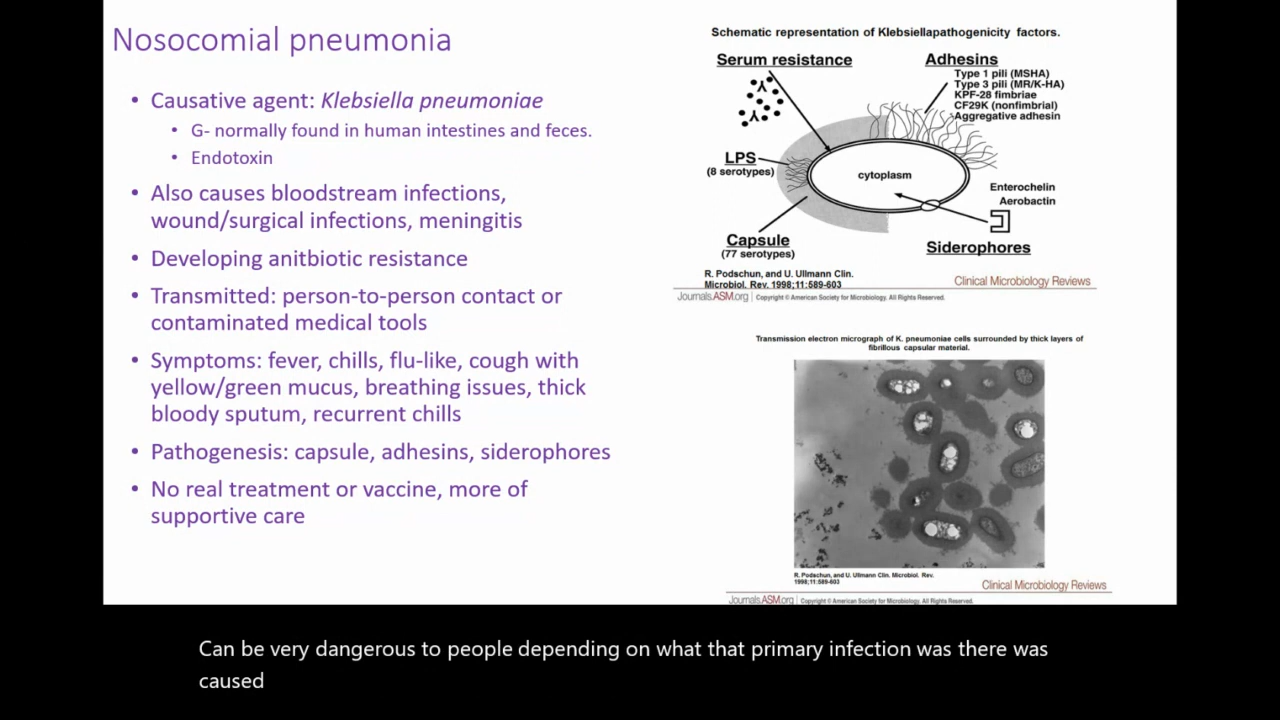 Nosocomial pneumonia
• Causative agent: Klebsiella pneumoniae
• G- normally found in human intestines and feces.
• Endotoxin
• Also causes bloodstream infections,
wound/surgical infections, meningitis
• Developing anitbiotic resistance
• Transmitted: person-to-person contact or
contaminated medical tools
• Symptoms: fever, chills, flu-like, cough with
yellow/green mucus, breathing issues, thick
bloody sputum, recurrent chills
• Pathogenesis: capsule, adhesins, siderophores
• No real treatment or vaccine, more of
supportive care
Schematic representation of Klebsiellapathogenicity factors.
Serum resistance
Adhesins
Type 1 pili (MSHA)
Type 3 pili (MR/K-HA)
KPF-28 fimbriae
CF29K (nonfimbrial)
Aggregative adhesin
LPS
(8 serotypes)
cytoplasm
Enterochelin
Aerobactin
Capsule
(77 serotypes)
Siderophores
R. Podschun, and U. Ullmann Clin.
Microbiol. Rev. 1998;11:589-603
Clinical Microbiology Reviews
Journals.ASM.org | Copyright © American Society for Microbiology. All Rights Reserved.
Transmission electron micrograph of K. pneumoniae cells surrounded by thick layers of
fibrillous capsular material.
R. Podschun, and U. Ullmann Clin. Microbiol. Rev.
1998;11:589-603
Clinical Microbiology Reviews
Journals.ASM.org | Copyright © American Society for Microbiology. All Rights Reserved.
Can be very dangerous to people depending on what that primary infection was there was
caused